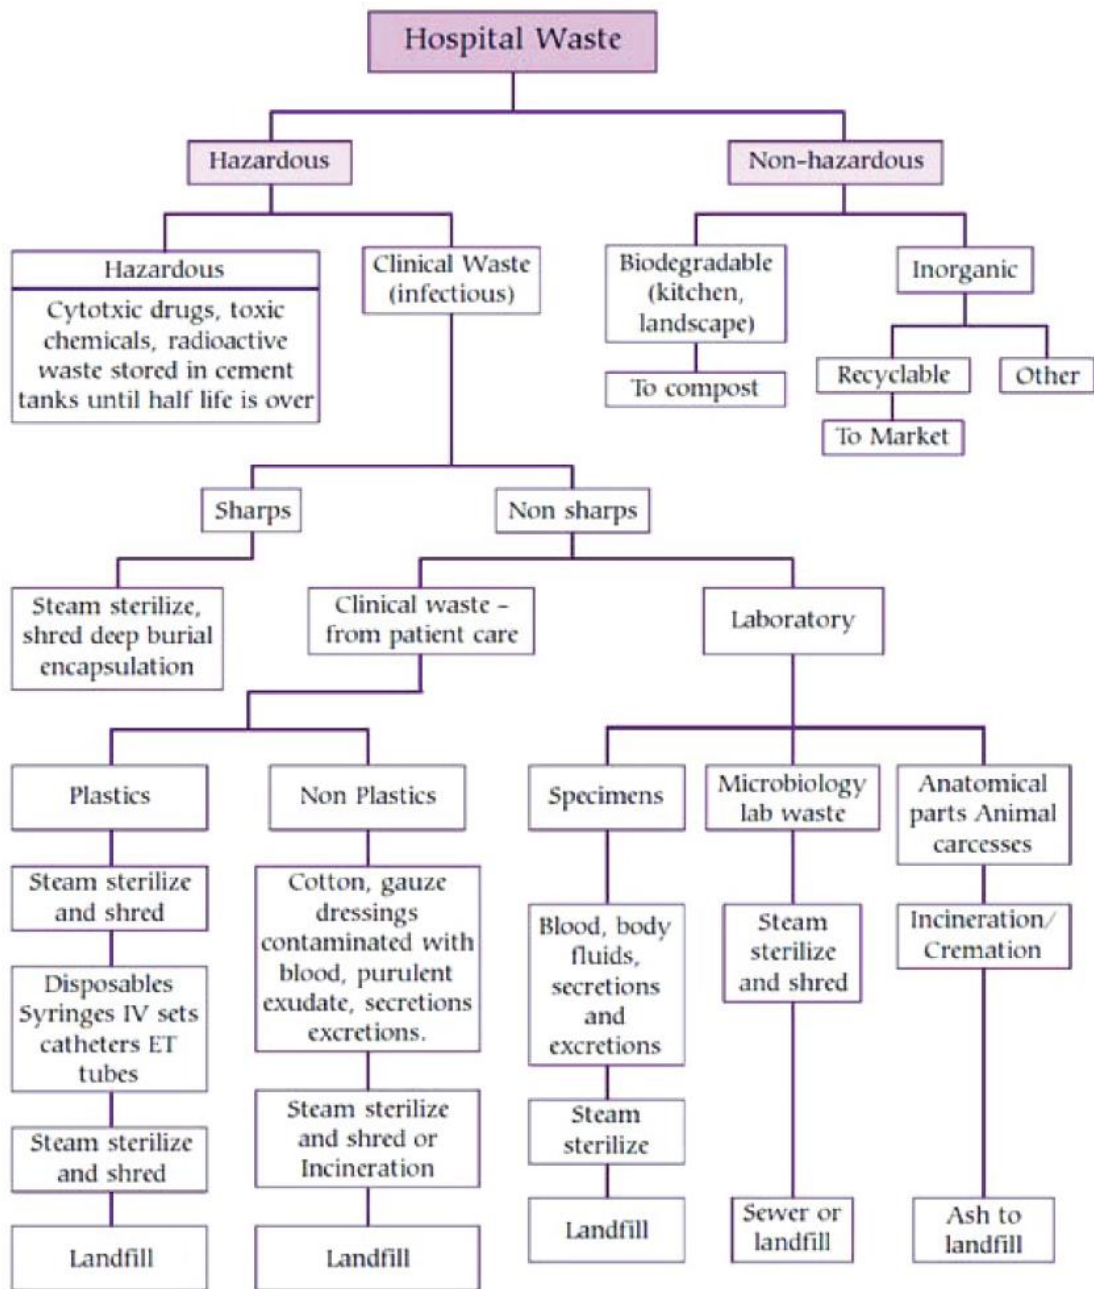 Hospital Waste
Hazardous
Non-hazardous
Hazardous
Cytotxic drugs, toxic
chemicals, radioactive
waste stored in cement
tanks until half life is over
Clinical Waste
(infectious)
Biodegradable
(kitchen,
landscape)
To compost
Inorganic
Recyclable
Other
To Market
Sharps
Non sharps
Steam sterilize,
shred deep burial
encapsulation
Clinical waste –
from patient care
Laboratory
Plastics
Steam sterilize
and shred
Disposables
Syringes IV sets
catheters ET
tubes
Steam sterilize
and shred
Landfill
Non Plastics
Cotton, gauze
dressings
contaminated with
blood, purulent
exudate, secretions
excretions.
Steam sterilize
and shred or
Incineration
Landfill
Specimens
Blood, body
fluids,
secretions
and
excretions
Steam
sterilize
Landfill
Microbiology
lab waste
Steam
sterilize
and shred
Sewer or
landfill
Anatomical
parts Animal
carcesses
Incineration/
Cremation
Ash to
landfill